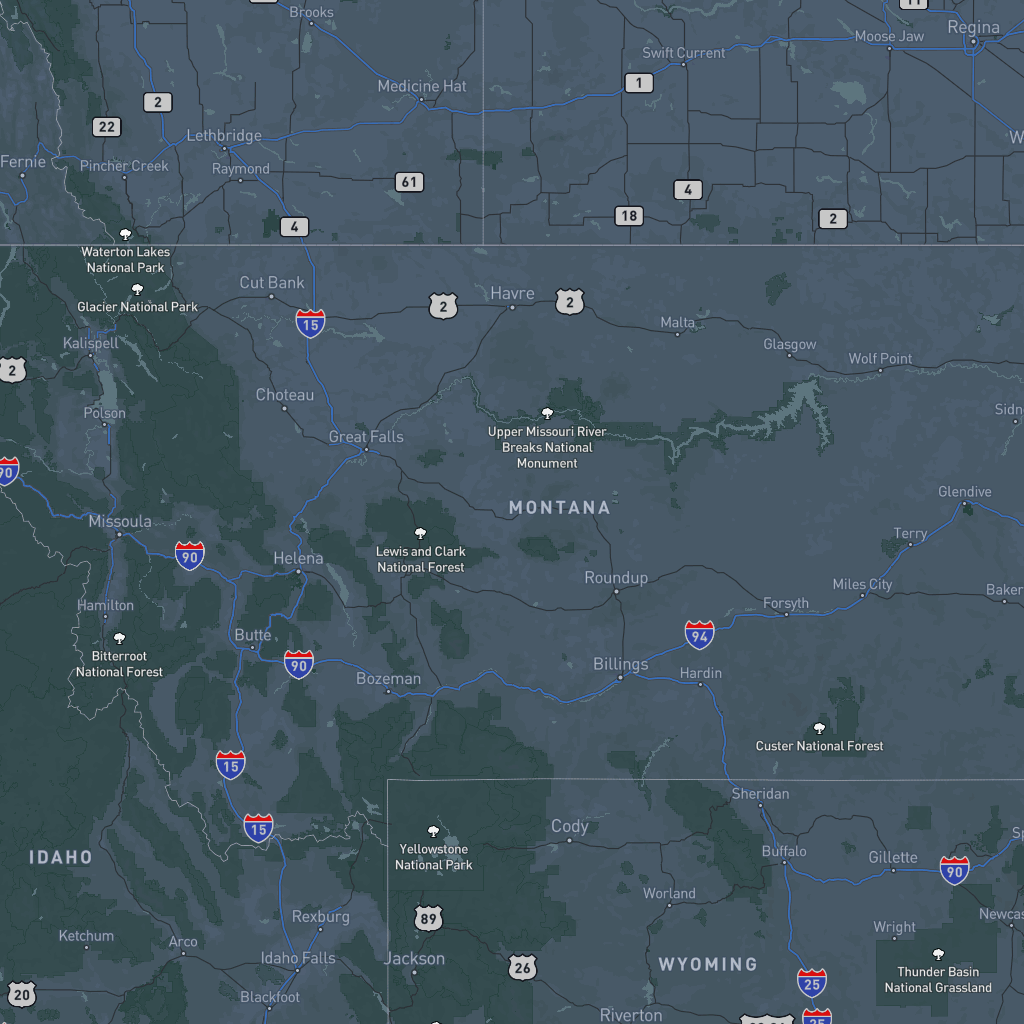 Brooks
11
Regina
Moose Jaw
Swift Current
Medicine Hat
1
2
22
Lethbridge
Fernie
Pincher Creek
Raymond
61
4
18
2
4
Waterton Lakes
National Park
Glacier National Park
Cut Bank
2
Havre
2
15
Malta
Kalispell
Glasgow
Wolf Point
2
Choteau
Polson
Great Falls
Upper Missouri River
Breaks National
Monument
90
MONTANA
Glendive
Missoula
Terry
90
Lewis and Clark
National Forest
Helena
Roundup
Miles City
Baker
Hamilton
Forsyth
94
Butte
Bitterroot
National Forest
90
Bozeman
Billings
Hardin
Custer National Forest
15
Sheridan
15
Cody
Yellowstone
National Park
IDAHO
Buffalo
Gillette
90
Worland
Rexburg
89
Wright
Ketchum
Arco
Idaho Falls
Jackson
26
WYOMING
Thunder Basin
National Grassland
20
Blackfoot
25
Riverton
25